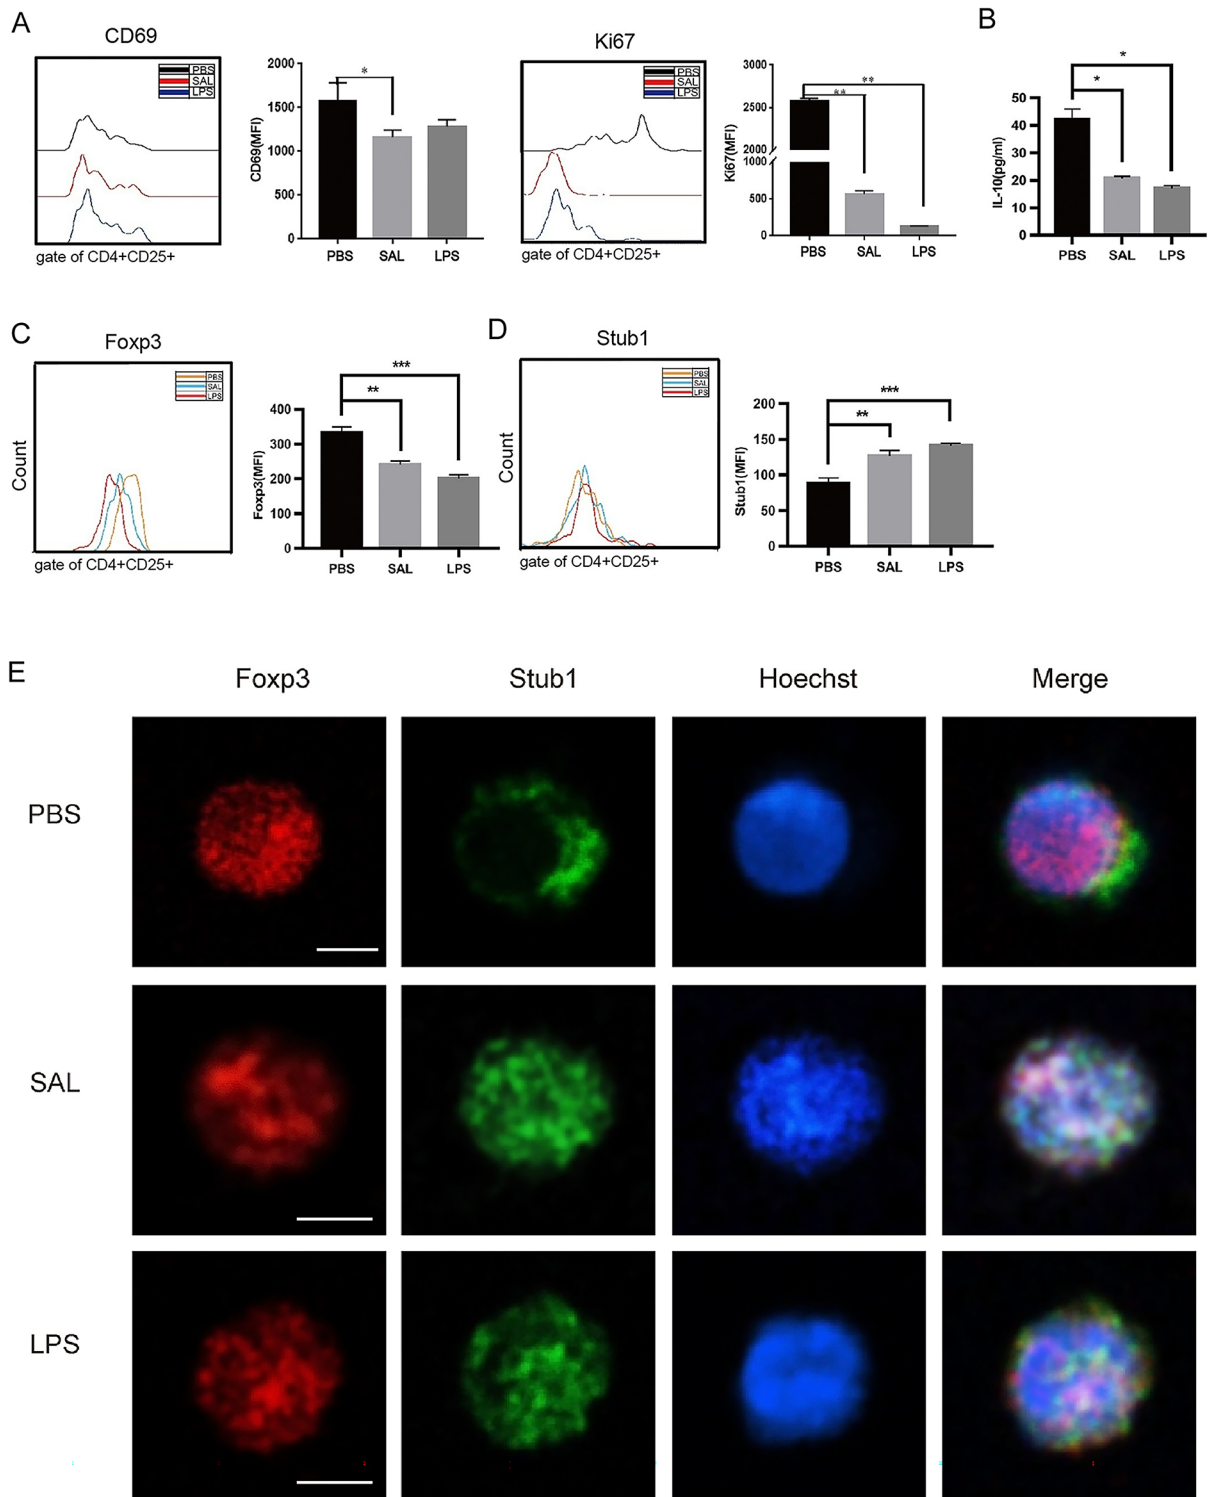 A
CD69
PBS
SAL
LPS
gate of CD4+CD25+
CD69(MFI)
2000
1500
1000
500
0
*
PBS SAL LPS
Ki67
PBS
SAL
LPS
gate of CD4+CD25+
Ki67(MFI)
3000
2500
2000
1000
500
0
**
**
PBS SAL LPS
B
IL-10(pg/ml)
50
40
30
20
10
0
*
*
PBS SAL LPS
C
Foxp3
PBS
SAL
LPS
Count
gate of CD4+CD25+
Foxp3(MFI)
400
300
200
100
0
***
**
PBS SAL LPS
D
Stub1
PBS
SAL
LPS
Count
gate of CD4+CD25+
Stub1(MFI)
200
150
100
50
0
***
**
PBS SAL LPS
E
Foxp3 Stub1 Hoechst Merge
PBS
SAL
LPS